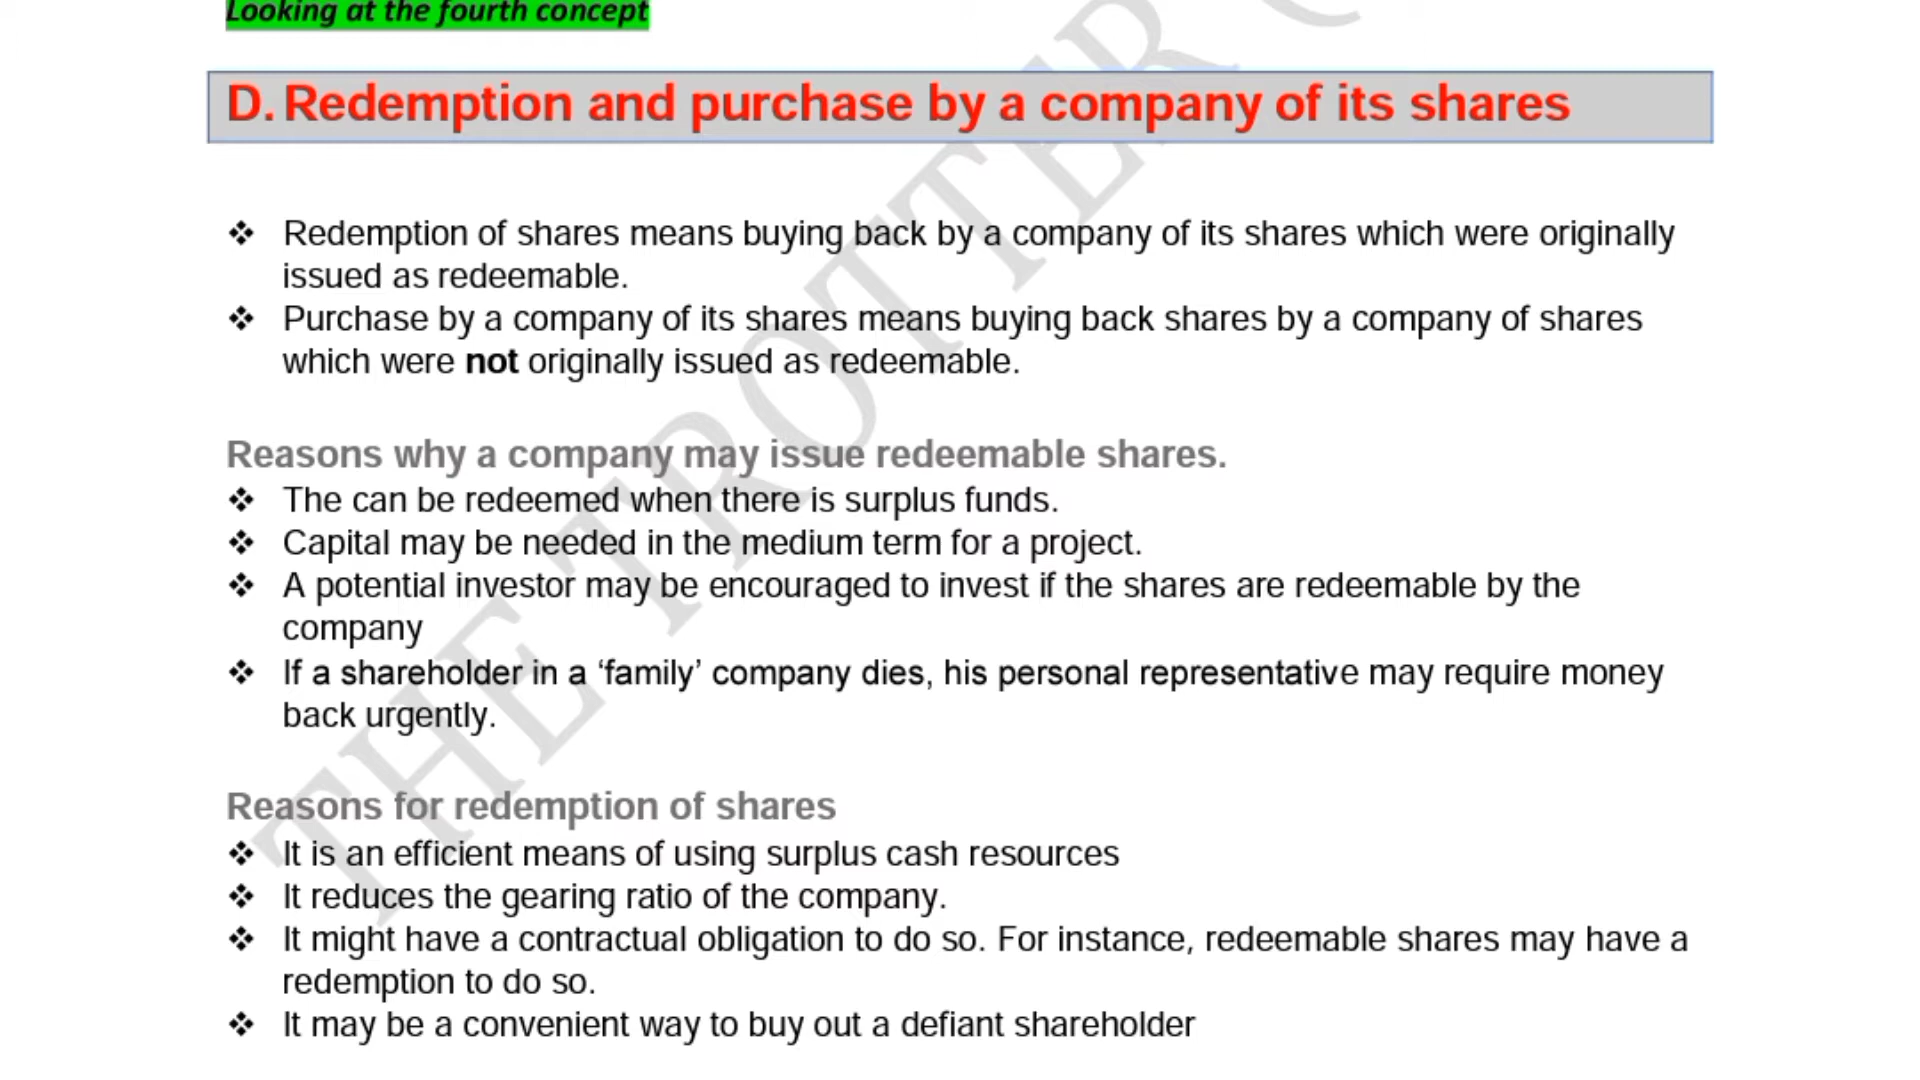 Looking at the fourth concept
D. Redemption and purchase by a company of its shares
❖ Redemption of shares means buying back by a company of its shares which were originally
issued as redeemable.
❖ Purchase by a company of its shares means buying back shares by a company of shares
which were not originally issued as redeemable.
Reasons why a company may issue redeemable shares.
❖ The can be redeemed when there is surplus funds.
❖ Capital may be needed in the medium term for a project.
❖ A potential investor may be encouraged to invest if the shares are redeemable by the
company
❖ If a shareholder in a ‘family’ company dies, his personal representative may require money
back urgently.
Reasons for redemption of shares
❖ It is an efficient means of using surplus cash resources
❖ It reduces the gearing ratio of the company.
❖ It might have a contractual obligation to do so. For instance, redeemable shares may have a
redemption to do so.
❖ It may be a convenient way to buy out a defiant shareholder
THE TROTTER